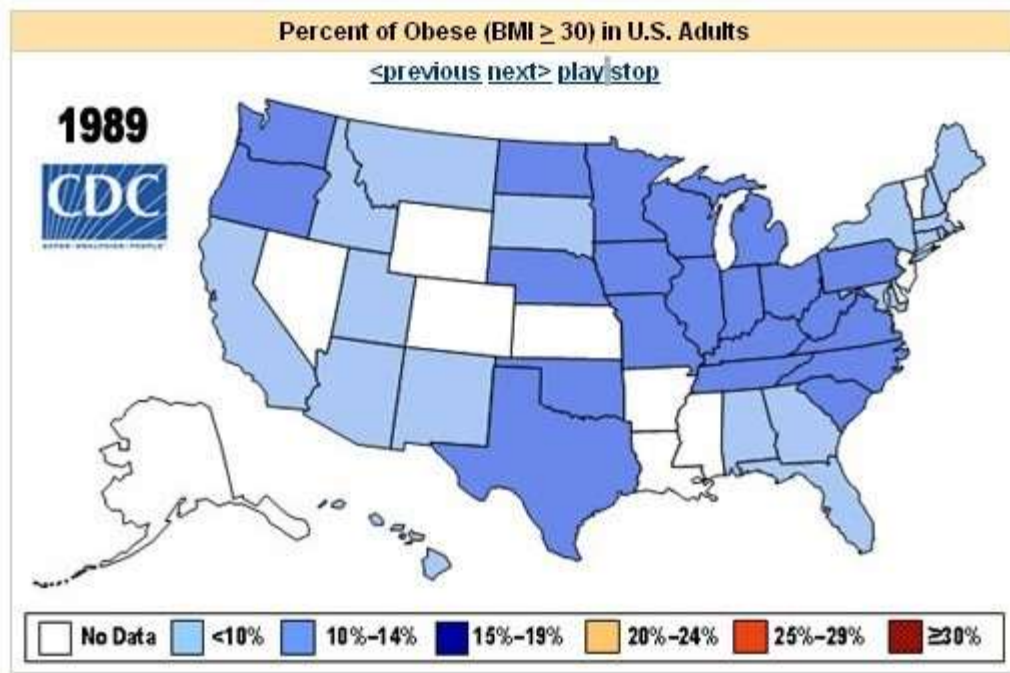 Percent of Obese (BMI ≥ 30) in U.S. Adults
<previous next> play stop
1989
CDC
No Data <10% 10%–14% 15%–19% 20%–24% 25%–29% ≥30%